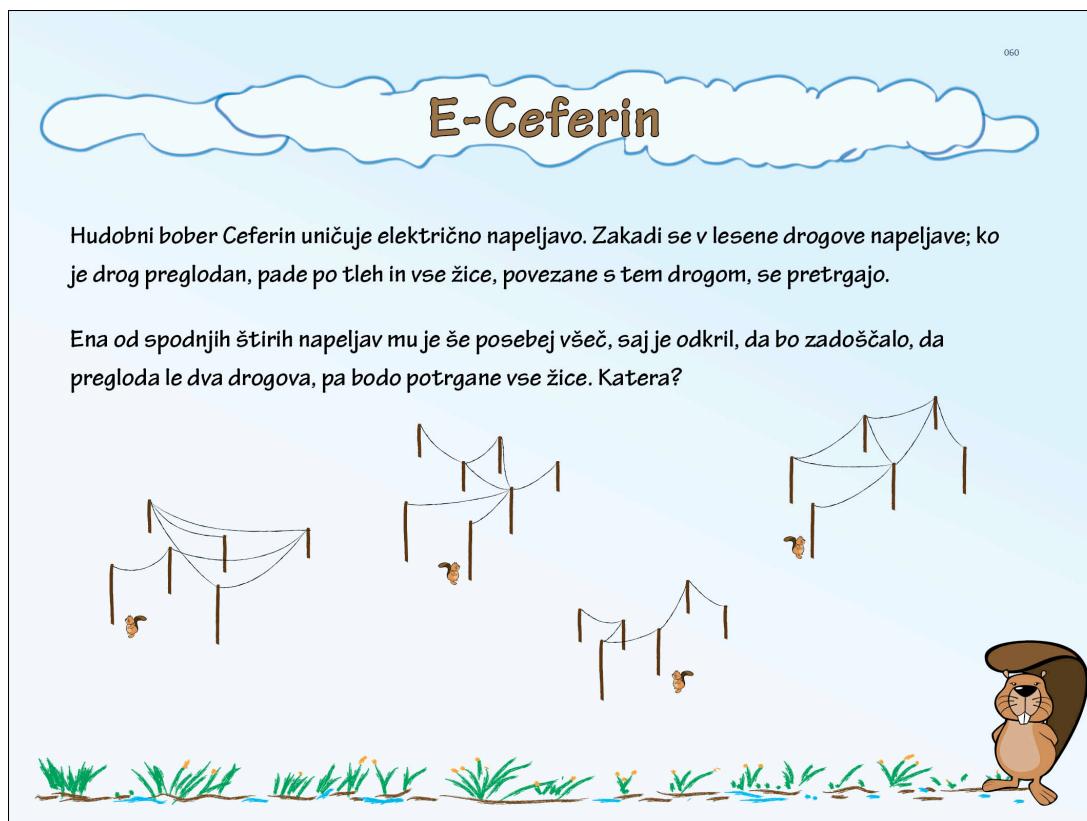 060
E-Ceferin
Hudobni bober Ceferin uničuje električno napeljavo. Zakadi se v lesene drogove napeljave; ko
je drog preglodan, pade po tleh in vse žice, povezane s tem drogom, se pretrgajo.
Ena od spodnjih štirih napeljav mu je še posebej všeč, saj je odkril, da bo zadoščalo, da
pregloda le dva drogova, pa bodo potrgane vse žice. Katera?